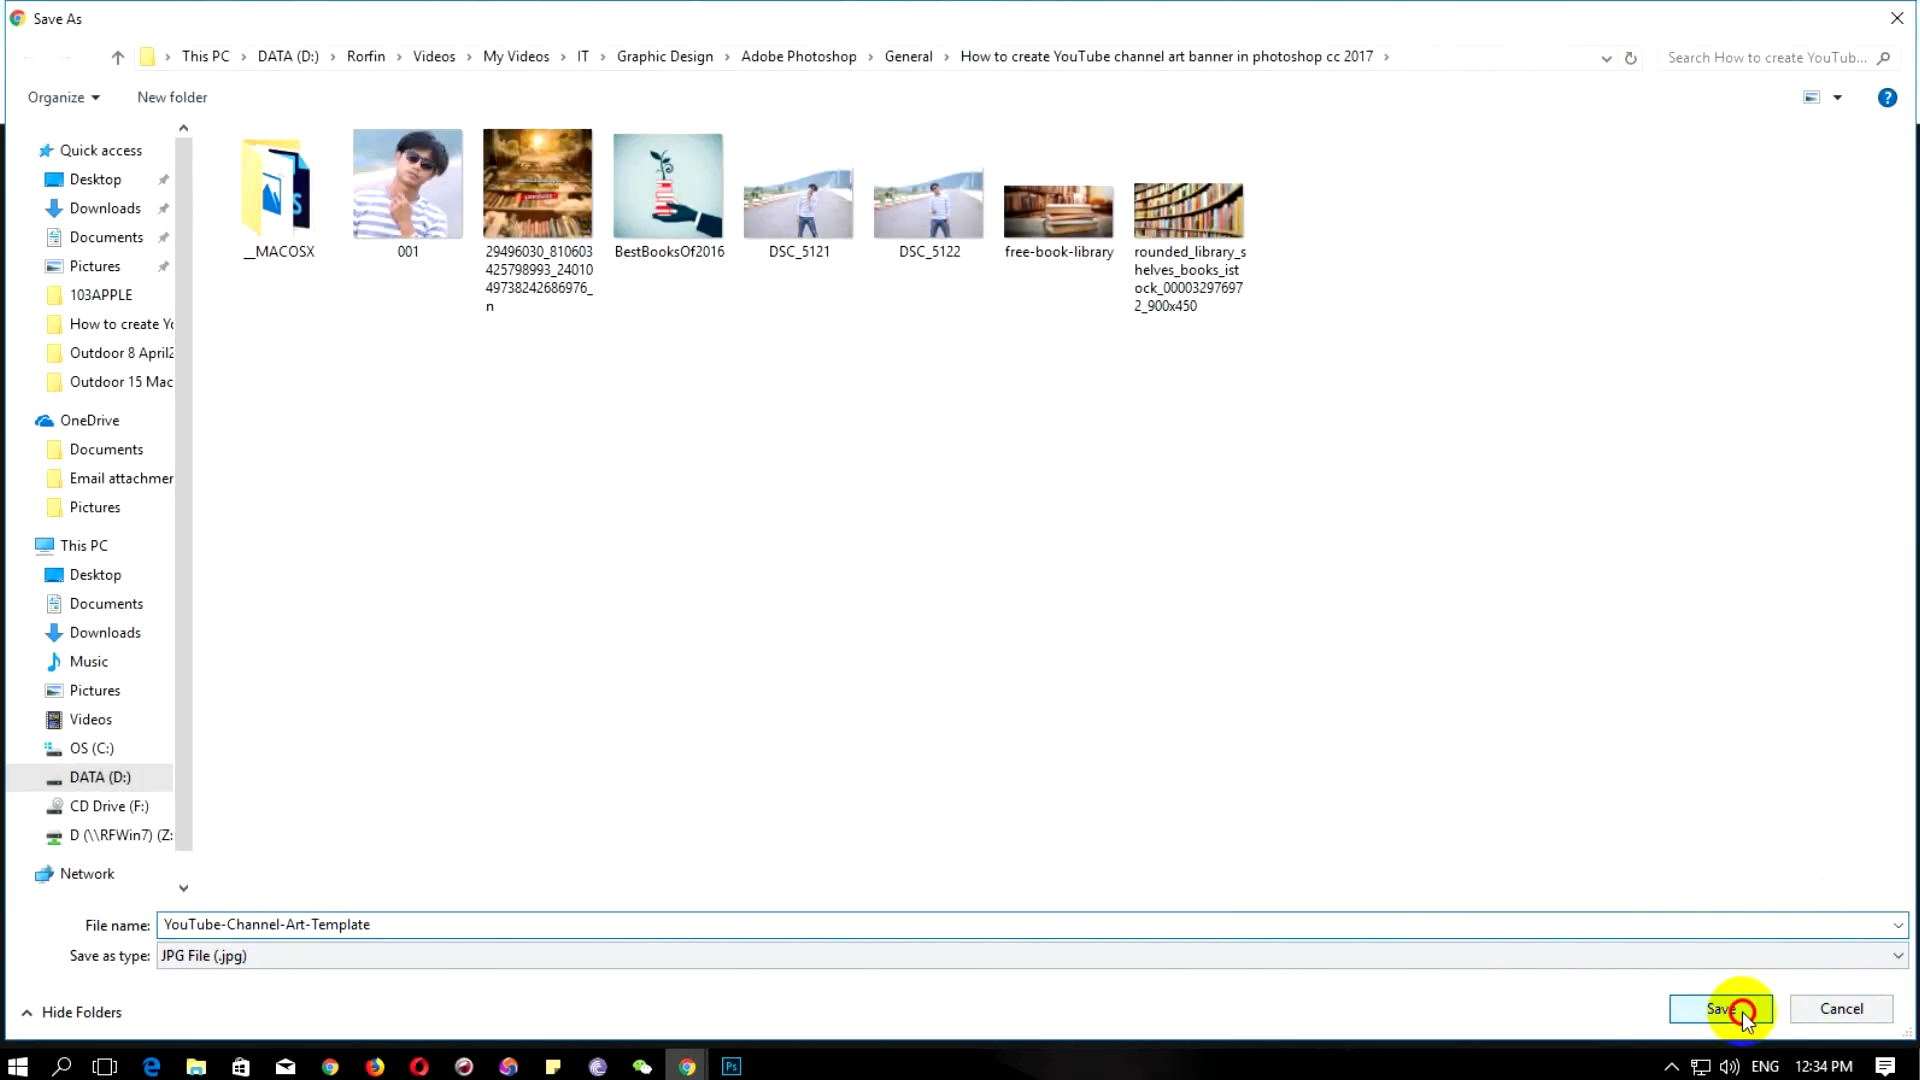 Save As
This PC > DATA (D:) > Rorfin > Videos > My Videos > IT > Graphic Design > Adobe Photoshop > General > How to create YouTube channel art banner in photoshop cc 2017 >
Search How to create YouTub...
Organize
New folder
Quick access
Desktop
Downloads
Documents
Pictures
103APPLE
How to create Yo
Outdoor 8 April2
Outdoor 15 Mac
OneDrive
Documents
Email attachmer
Pictures
This PC
Desktop
Documents
Downloads
Music
Pictures
Videos
OS (C:)
DATA (D:)
CD Drive (F:)
D (\\RFWin7) (Z:
Network
__MACOSX
001
29496030_810603
425798993_24010
49738242686976_
n
BestBooksOf2016
DSC_5121
DSC_5122
free-book-library
rounded_library_s
helves_books_ist
ock_00003297697
2_900x450
File name: YouTube-Channel-Art-Template
Save as type: JPG File (.jpg)
Hide Folders
Save
Cancel
Ps
ENG
12:34 PM